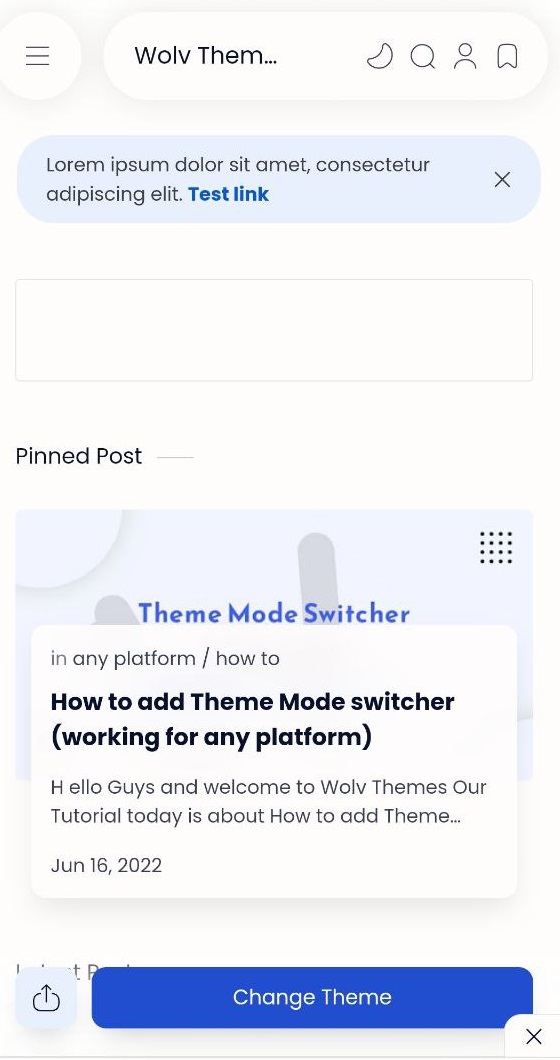 Wolv Them...
Lorem ipsum dolor sit amet, consectetur
adipiscing elit. Test link
Pinned Post
Theme Mode Switcher
in any platform / how to
How to add Theme Mode switcher
(working for any platform)
H ello Guys and welcome to Wolv Themes Our
Tutorial today is about How to add Theme...
Jun 16, 2022
Change Theme